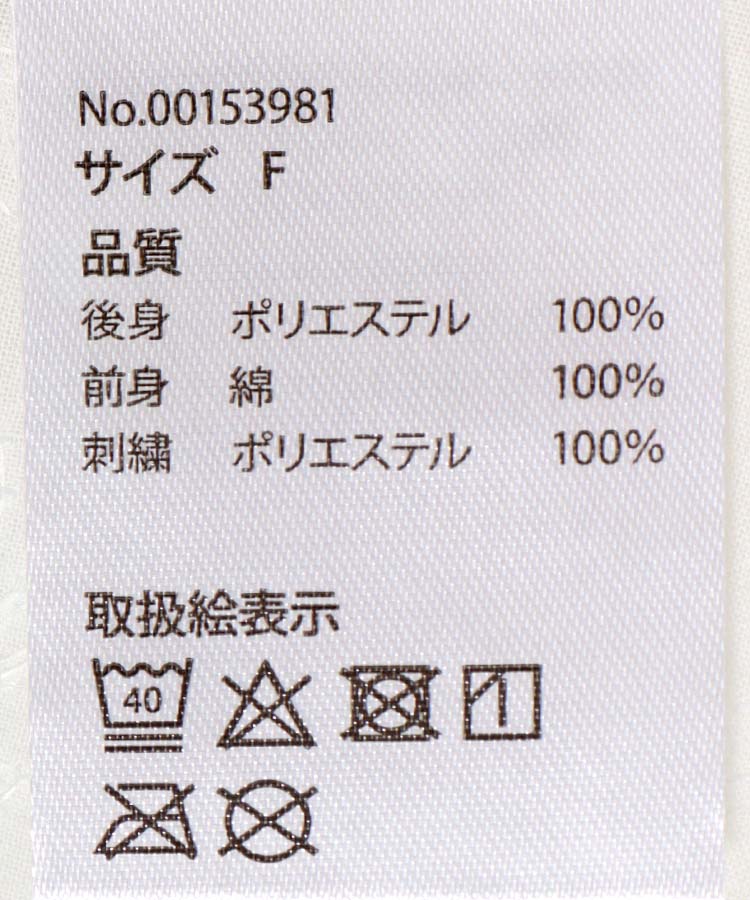 No.00153981
サイズ F
品質
後身 ポリエステル 100%
前身 綿 100%
刺繍 ポリエステル 100%
取扱絵表示
40